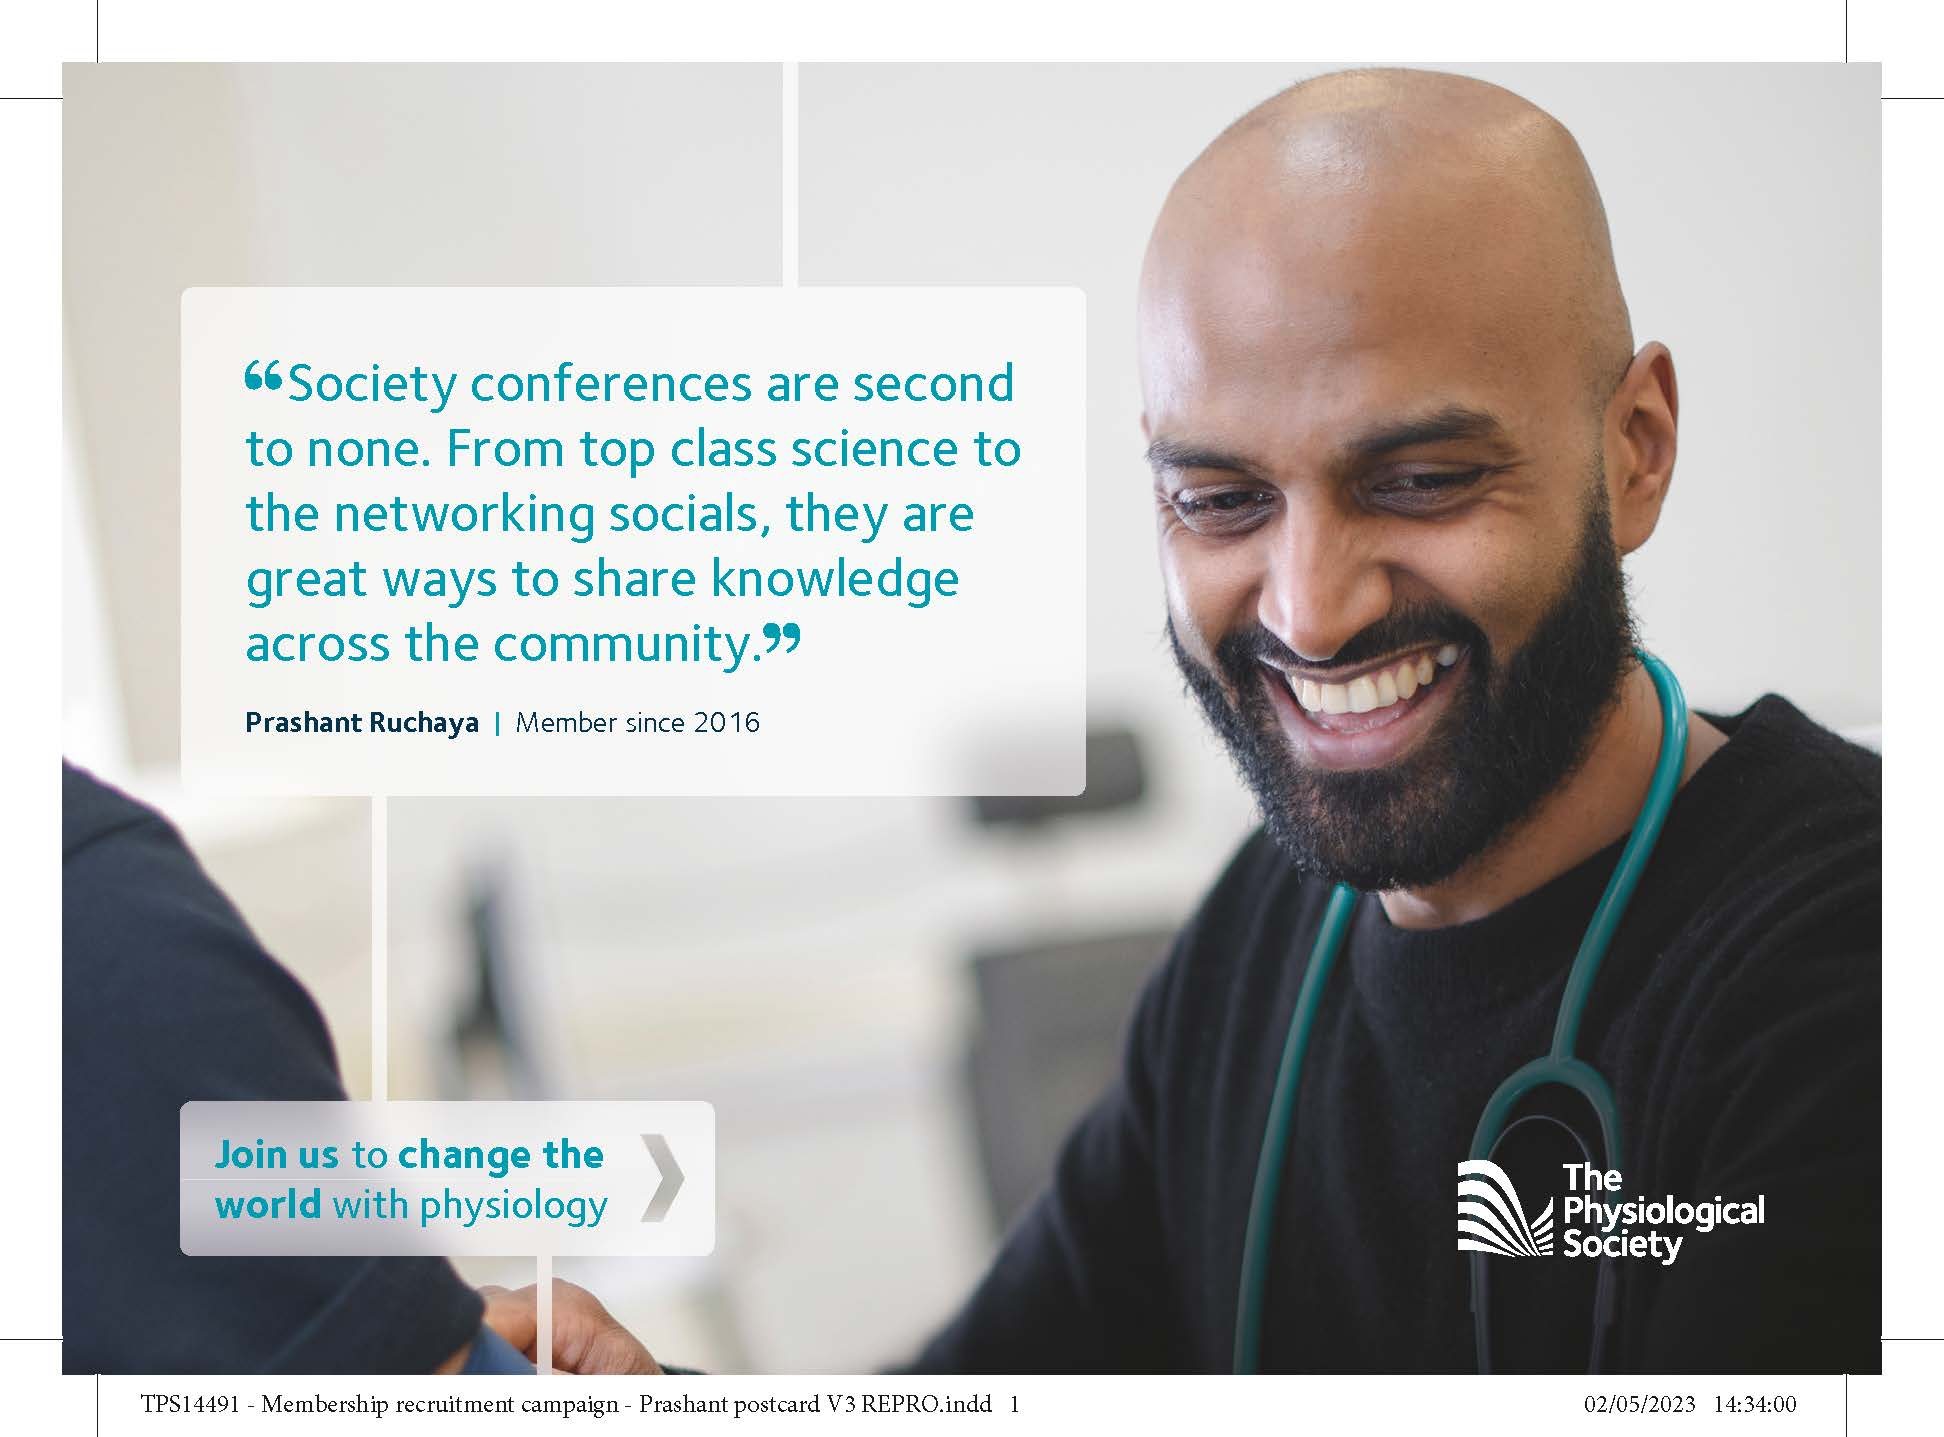 “Society conferences are second
to none. From top class science to
the networking socials, they are
great ways to share knowledge
across the community.”
Prashant Ruchaya | Member since 2016
Join us to change the
world with physiology
The
Physiological
Society
TPS14491 - Membership recruitment campaign - Prashant postcard V3 REPRO.indd 1
02/05/2023 14:34:00